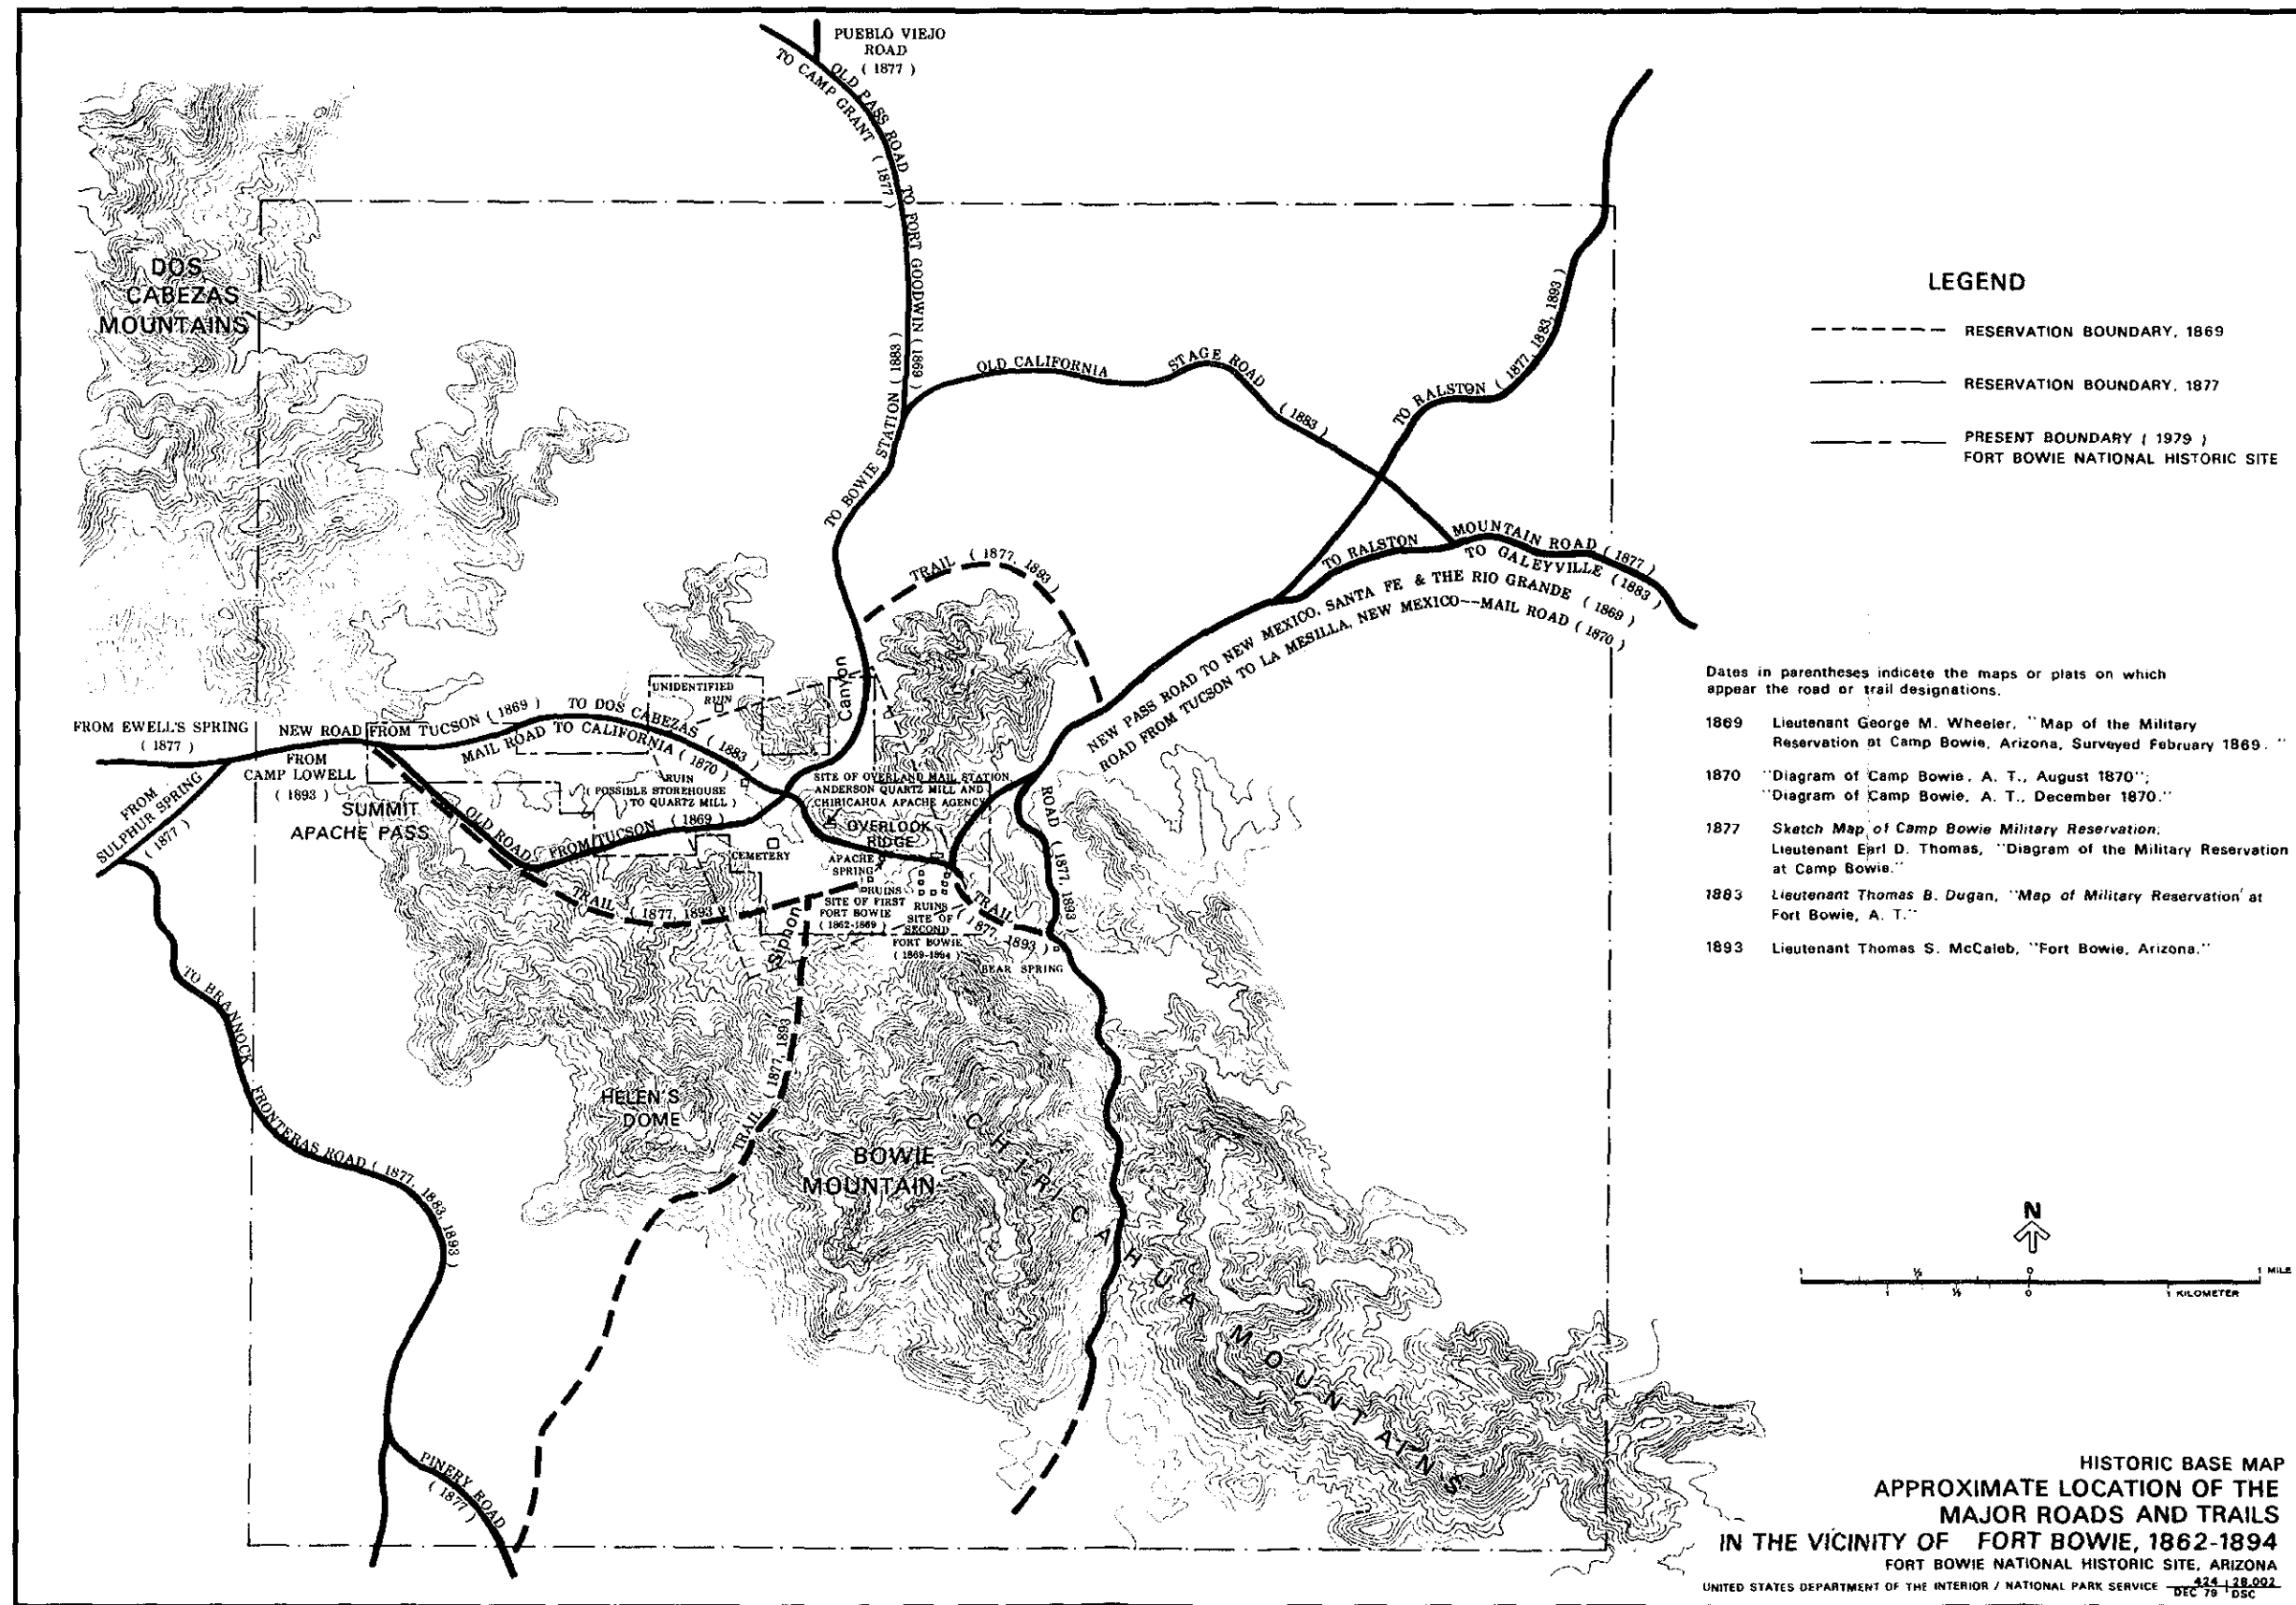 PUEBLO VIEJO
ROAD
( 1877 )
TO CAMP GRANT ( 1877 )
OLD PASS ROAD TO FORT GOODWIN ( 1869 )
TO BOWIE STATION ( 1883 )
DOS
CABEZAS
MOUNTAINS
OLD CALIFORNIA STAGE ROAD ( 1883 )
TO RALSTON ( 1877, 1883, 1893 )
TO RALSTON
MOUNTAIN ROAD ( 1877 )
TO GALEYVILLE ( 1883 )
NEW PASS ROAD TO NEW MEXICO, SANTA FE & THE RIO GRANDE ( 1869 )
ROAD FROM TUCSON TO LA MESILLA, NEW MEXICO--MAIL ROAD ( 1870 )
TRAIL ( 1877, 1893 )
Canyon
UNIDENTIFIED
RUIN
FROM EWELL'S SPRING
( 1877 )
NEW ROAD FROM TUCSON ( 1869 )
TO DOS CABEZAS ( 1883 )
MAIL ROAD TO CALIFORNIA ( 1870 )
FROM
CAMP LOWELL
( 1893 )
FROM
SULPHUR SPRING
( 1877 )
SUMMIT
APACHE PASS
RUIN
( POSSIBLE STOREHOUSE
TO QUARTZ MILL )
SITE OF OVERLAND MAIL STATION,
ANDERSON QUARTZ MILL AND
CHIRICAHUA APACHE AGENCY
OLD ROAD FROM TUCSON ( 1869 )
OVERLOOK
RIDGE
CEMETERY
APACHE
SPRING
RUINS
SITE OF FIRST
FORT BOWIE
( 1862-1869 )
RUINS
SITE OF
SECOND
FORT BOWIE
( 1869-1894 )
TRAIL ( 1877, 1893 )
TRAIL ( 1877, 1893 )
ROAD ( 1877, 1893 )
BEAR SPRING
Siphon
TRAIL ( 1877, 1893 )
HELEN'S
DOME
BOWIE
MOUNTAIN
CHIRICAHUA MOUNTAINS
TO BRANNOCK
FRONTERAS ROAD ( 1877, 1883, 1893 )
PINERY ROAD
( 1877 )
LEGEND
RESERVATION BOUNDARY, 1869
RESERVATION BOUNDARY, 1877
PRESENT BOUNDARY ( 1979 )
FORT BOWIE NATIONAL HISTORIC SITE
Dates in parentheses indicate the maps or plats on which
appear the road or trail designations.
1869 Lieutenant George M. Wheeler, "Map of the Military
Reservation at Camp Bowie, Arizona, Surveyed February 1869. "
1870 "Diagram of Camp Bowie, A. T., August 1870";
"Diagram of Camp Bowie, A. T., December 1870."
1877 Sketch Map of Camp Bowie Military Reservation;
Lieutenant Earl D. Thomas, "Diagram of the Military Reservation
at Camp Bowie."
1883 Lieutenant Thomas B. Dugan, "Map of Military Reservation at
Fort Bowie, A. T."
1893 Lieutenant Thomas S. McCaleb, "Fort Bowie, Arizona."
N
1 ½ 0 1 MILE
1 ½ 0 1 KILOMETER
HISTORIC BASE MAP
APPROXIMATE LOCATION OF THE
MAJOR ROADS AND TRAILS
IN THE VICINITY OF FORT BOWIE, 1862-1894
FORT BOWIE NATIONAL HISTORIC SITE, ARIZONA
UNITED STATES DEPARTMENT OF THE INTERIOR / NATIONAL PARK SERVICE
424 28,002
DEC 79 DSC